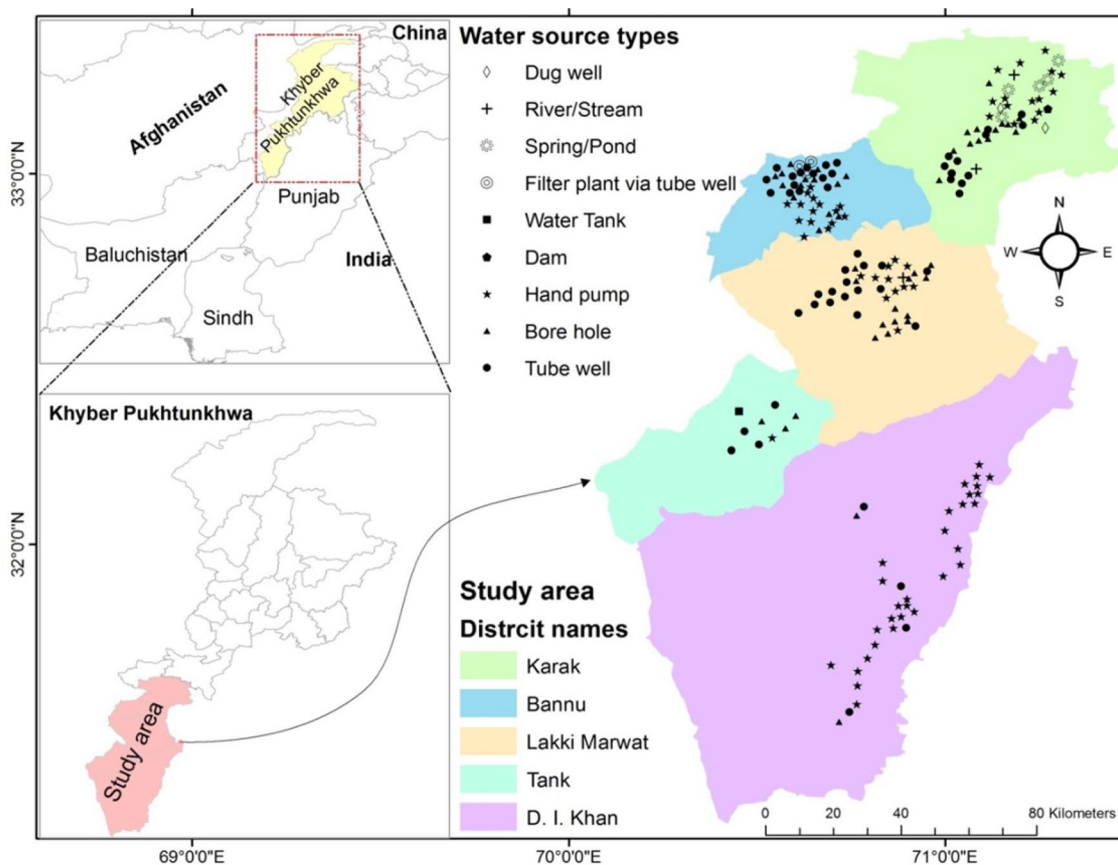 China
Afghanistan
Khyber
Pukhtunkhwa
Punjab
Baluchistan
India
Sindh
Khyber Pukhtunkhwa
Study area
Water source types
Dug well
River/Stream
Spring/Pond
Filter plant via tube well
Water Tank
Dam
Hand pump
Bore hole
Tube well
N
W E
S
Study area
Distrcit names
Karak
Bannu
Lakki Marwat
Tank
D. I. Khan
0 20 40 80 Kilometers
33°0'0"N
32°0'0"N
69°0'0"E 70°0'0"E 71°0'0"E